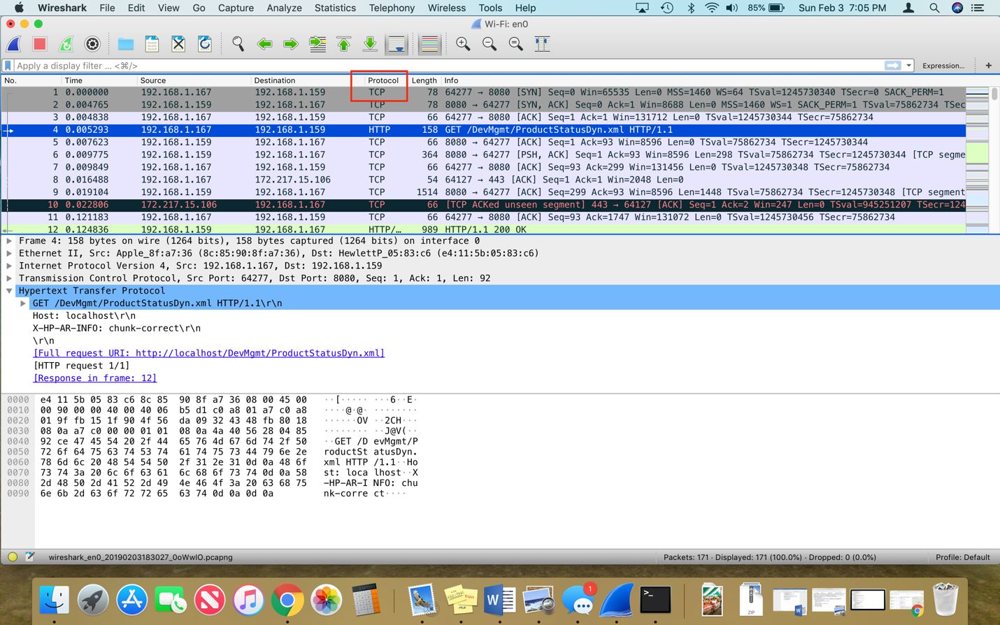 Wireshark File Edit View Go Capture Analyze Statistics Telephony Wireless Tools Help 85% Sun Feb 3 7:05 PM
Wi-Fi: en0
Apply a display filter ... <⌘/> Expression... +
No. Time Source Destination Protocol Length Info
1 0.000000 192.168.1.167 192.168.1.159 TCP 78 64277 → 8080 [SYN] Seq=0 Win=65535 Len=0 MSS=1460 WS=64 TSval=1245730340 TSecr=0 SACK_PERM=1
2 0.004765 192.168.1.159 192.168.1.167 TCP 78 8080 → 64277 [SYN, ACK] Seq=0 Ack=1 Win=8688 Len=0 MSS=1460 WS=1 SACK_PERM=1 TSval=75862734 TSec
3 0.004838 192.168.1.167 192.168.1.159 TCP 66 64277 → 8080 [ACK] Seq=1 Ack=1 Win=131712 Len=0 TSval=1245730344 TSecr=75862734
4 0.005293 192.168.1.167 192.168.1.159 HTTP 158 GET /DevMgmt/ProductStatusDyn.xml HTTP/1.1
5 0.007623 192.168.1.159 192.168.1.167 TCP 66 8080 → 64277 [ACK] Seq=1 Ack=93 Win=8596 Len=0 TSval=75862734 TSecr=1245730344
6 0.009775 192.168.1.159 192.168.1.167 TCP 364 8080 → 64277 [PSH, ACK] Seq=1 Ack=93 Win=8596 Len=298 TSval=75862734 TSecr=1245730344 [TCP segme
7 0.009849 192.168.1.167 192.168.1.159 TCP 66 64277 → 8080 [ACK] Seq=93 Ack=299 Win=131456 Len=0 TSval=1245730348 TSecr=75862734
8 0.016488 192.168.1.167 172.217.15.106 TCP 54 64127 → 443 [ACK] Seq=1 Ack=1 Win=2048 Len=0
9 0.019104 192.168.1.159 192.168.1.167 TCP 1514 8080 → 64277 [ACK] Seq=299 Ack=93 Win=8596 Len=1448 TSval=75862734 TSecr=1245730348 [TCP segment
10 0.022806 172.217.15.106 192.168.1.167 TCP 66 [TCP ACKed unseen segment] 443 → 64127 [ACK] Seq=1 Ack=2 Win=247 Len=0 TSval=945251207 TSecr=124
11 0.121183 192.168.1.167 192.168.1.159 TCP 66 64277 → 8080 [ACK] Seq=93 Ack=1747 Win=131072 Len=0 TSval=1245730456 TSecr=75862734
12 0.124836 192.168.1.159 192.168.1.167 HTTP/… 989 HTTP/1.1 200 OK
Frame 4: 158 bytes on wire (1264 bits), 158 bytes captured (1264 bits) on interface 0
Ethernet II, Src: Apple_8f:a7:36 (8c:85:90:8f:a7:36), Dst: HewlettP_05:83:c6 (e4:11:5b:05:83:c6)
Internet Protocol Version 4, Src: 192.168.1.167, Dst: 192.168.1.159
Transmission Control Protocol, Src Port: 64277, Dst Port: 8080, Seq: 1, Ack: 1, Len: 92
Hypertext Transfer Protocol
GET /DevMgmt/ProductStatusDyn.xml HTTP/1.1\r\n
Host: localhost\r\n
X-HP-AR-INFO: chunk-correct\r\n
\r\n
[Full request URI: http://localhost/DevMgmt/ProductStatusDyn.xml]
[HTTP request 1/1]
[Response in frame: 12]
0000 e4 11 5b 05 83 c6 8c 85 90 8f a7 36 08 00 45 00 ··[····· ···6··E·
0010 00 90 00 00 40 00 40 06 b5 d1 c0 a8 01 a7 c0 a8 ····@·@· ········
0020 01 9f fb 15 1f 90 4f 56 da 09 32 43 48 fb 80 18 ······OV ··2CH···
0030 08 0a a7 c0 00 00 01 01 08 0a 4a 40 56 28 04 85 ········ ··J@V(··
0040 92 ce 47 45 54 20 2f 44 65 76 4d 67 6d 74 2f 50 ··GET /D evMgmt/P
0050 72 6f 64 75 63 74 53 74 61 74 75 73 44 79 6e 2e roductSt atusDyn.
0060 78 6d 6c 20 48 54 54 50 2f 31 2e 31 0d 0a 48 6f xml HTTP /1.1··Ho
0070 73 74 3a 20 6c 6f 63 61 6c 68 6f 73 74 0d 0a 58 st: loca lhost··X
0080 2d 48 50 2d 41 52 2d 49 4e 46 4f 3a 20 63 68 75 -HP-AR-I NFO: chu
0090 6e 6b 2d 63 6f 72 72 65 63 74 0d 0a 0d 0a nk-corre ct····
wireshark_en0_20190203183027_0oWwIO.pcapng Packets: 171 · Displayed: 171 (100.0%) · Dropped: 0 (0.0%) Profile: Default
1
ZIP